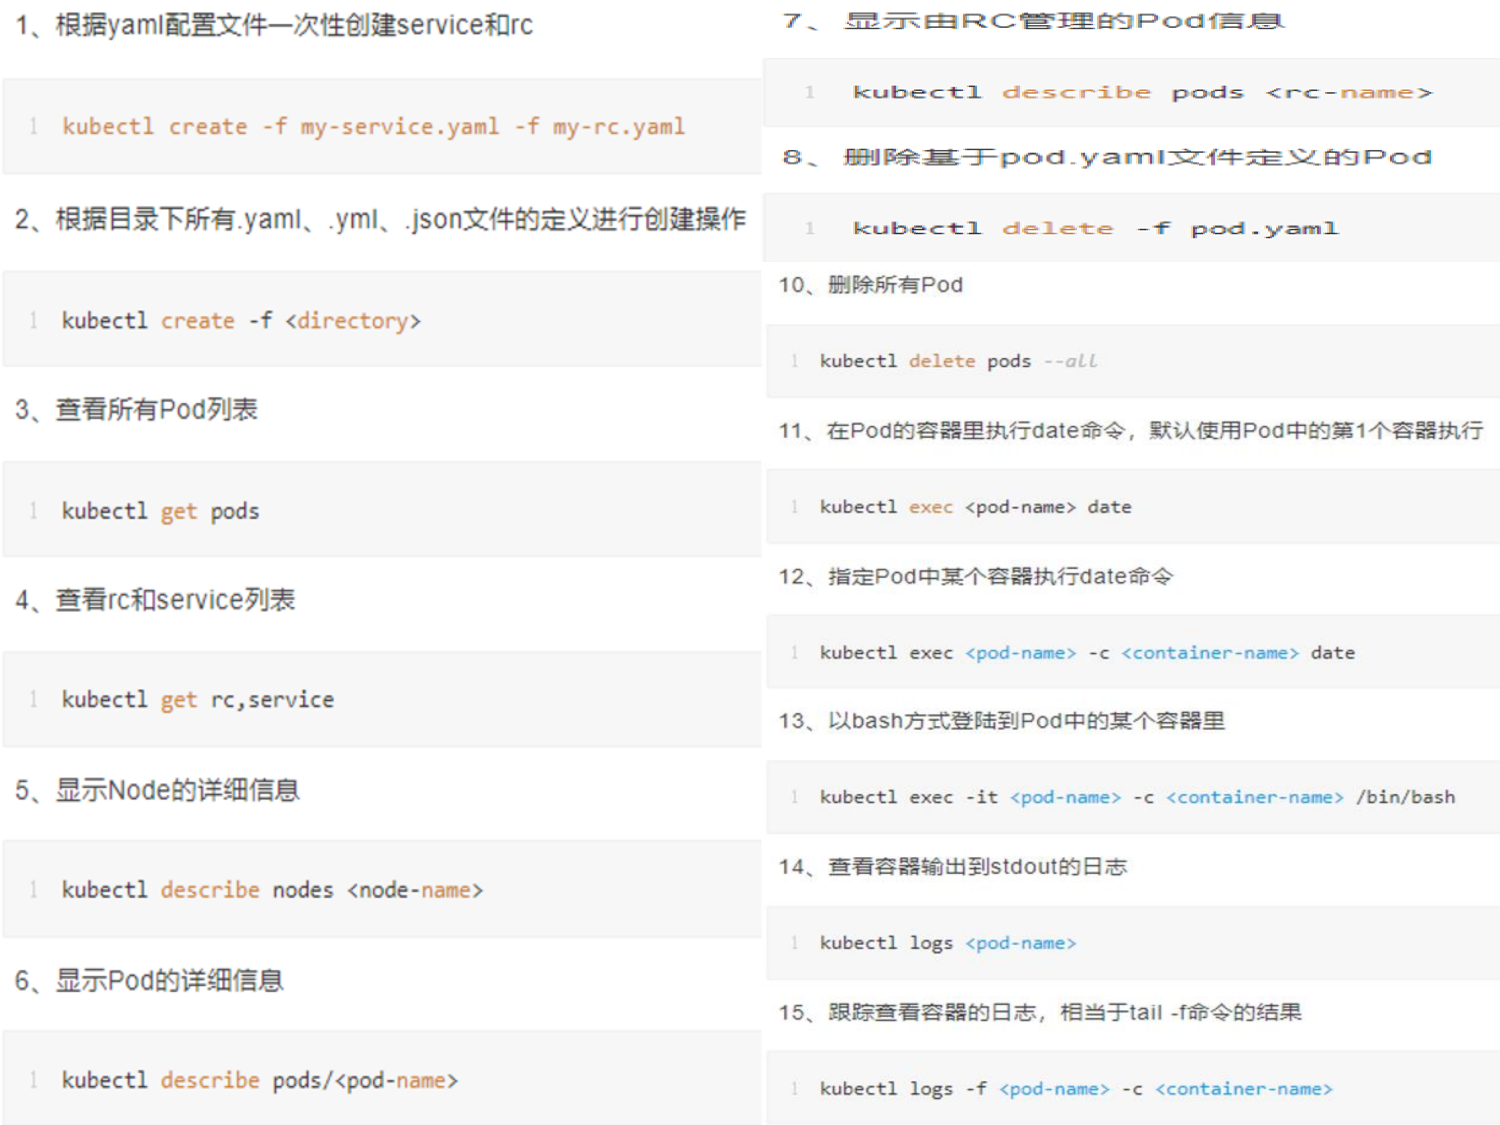 1、根据yaml配置文件一次性创建service和rc
1 kubectl create -f my-service.yaml -f my-rc.yaml
2、根据目录下所有.yaml、.yml、.json文件的定义进行创建操作
1 kubectl create -f <directory>
3、查看所有Pod列表
1 kubectl get pods
4、查看rc和service列表
1 kubectl get rc,service
5、显示Node的详细信息
1 kubectl describe nodes <node-name>
6、显示Pod的详细信息
1 kubectl describe pods/<pod-name>
7、显示由RC管理的Pod信息
1 kubectl describe pods <rc-name>
8、删除基于pod.yaml文件定义的Pod
1 kubectl delete -f pod.yaml
10、删除所有Pod
1 kubectl delete pods --all
11、在Pod的容器里执行date命令，默认使用Pod中的第1个容器执行
1 kubectl exec <pod-name> date
12、指定Pod中某个容器执行date命令
1 kubectl exec <pod-name> -c <container-name> date
13、以bash方式登陆到Pod中的某个容器里
1 kubectl exec -it <pod-name> -c <container-name> /bin/bash
14、查看容器输出到stdout的日志
1 kubectl logs <pod-name>
15、跟踪查看容器的日志，相当于tail -f命令的结果
1 kubectl logs -f <pod-name> -c <container-name>